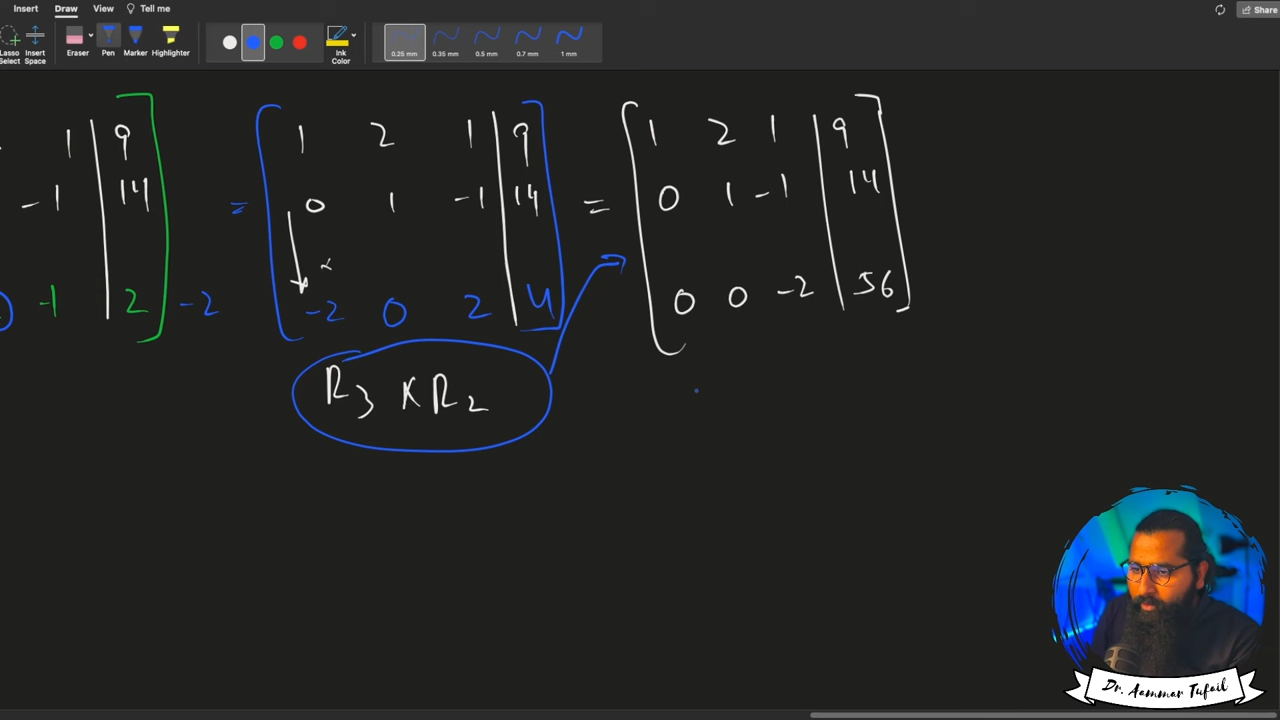 Insert Draw View Tell me
Share
Lasso Select
Insert Space
Eraser
Pen
Marker
Highlighter
Ink Color
0.25 mm 0.35 mm 0.5 mm 0.7 mm 1 mm
1 9 1 2 1 9 1 2 1 9
-1 14 = 0 1 -1 14 = 0 1 -1 14
-1 2 -2 -2 0 2 4 0 0 -2 56
R3 x R2
Dr. Aammar Tufail